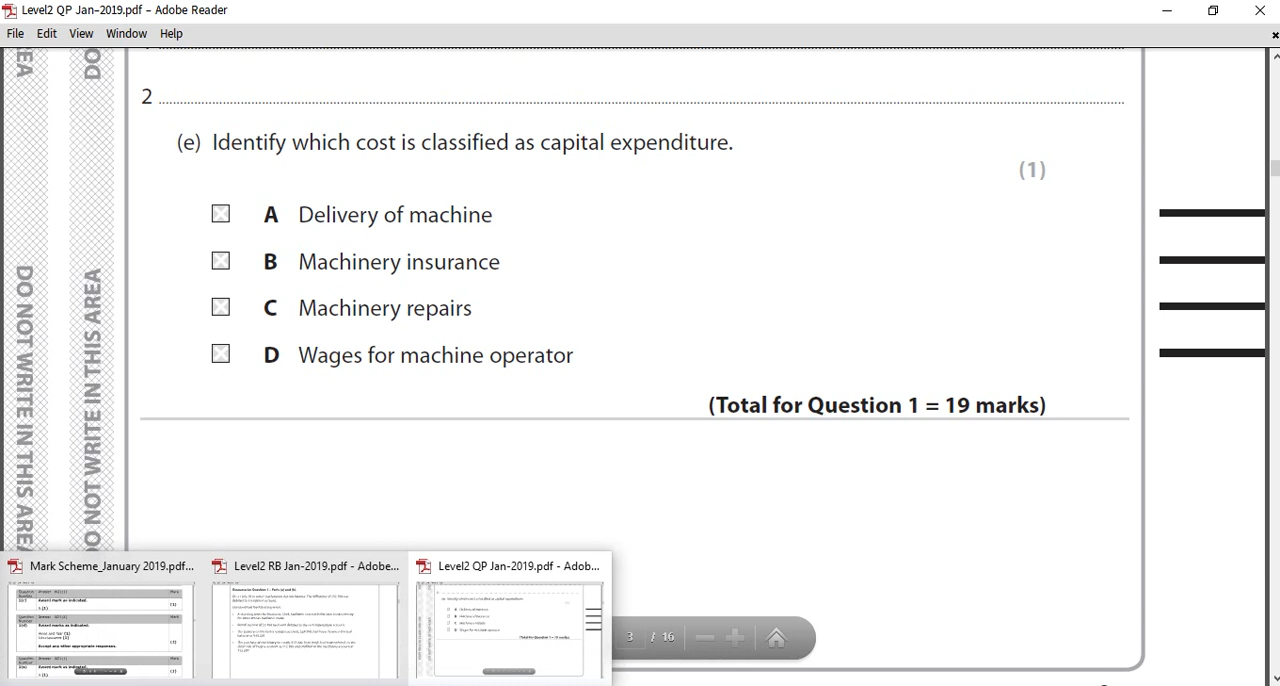 Level2 QP Jan-2019.pdf - Adobe Reader
File Edit View Window Help
2
(e) Identify which cost is classified as capital expenditure.
(1)
A Delivery of machine
B Machinery insurance
C Machinery repairs
D Wages for machine operator
(Total for Question 1 = 19 marks)
DO NOT WRITE IN THIS AREA
DO NOT WRITE IN THIS AREA
EA
DO
Mark Scheme_January 2019.pdf...
Level2 RB Jan-2019.pdf - Adobe...
Level2 QP Jan-2019.pdf - Adob...
3 / 16